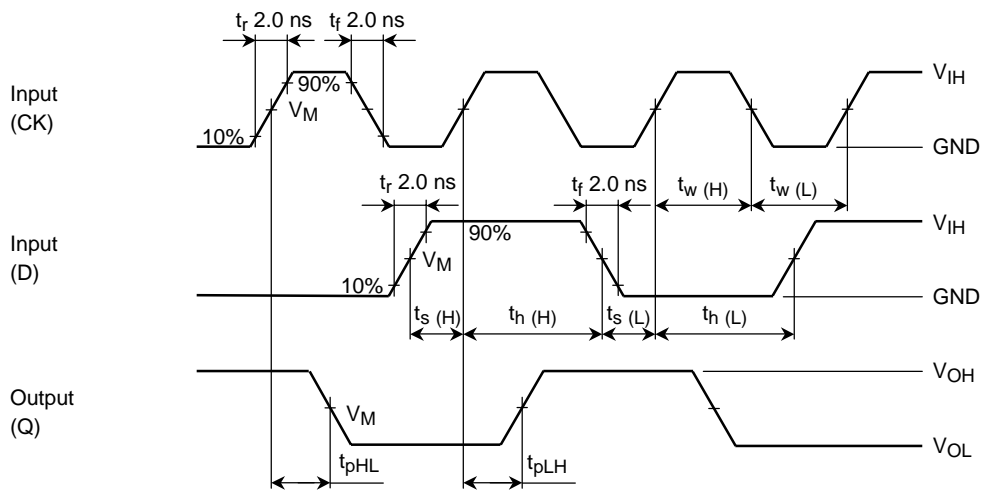 tr 2.0 ns
tf 2.0 ns
Input
(CK)
90%
VM
10%
VIH
GND
tr 2.0 ns
tf 2.0 ns
tw (H)
tw (L)
Input
(D)
90%
VM
10%
VIH
GND
ts (H)
th (H)
ts (L)
th (L)
Output
(Q)
VM
VOH
VOL
tpHL
tpLH